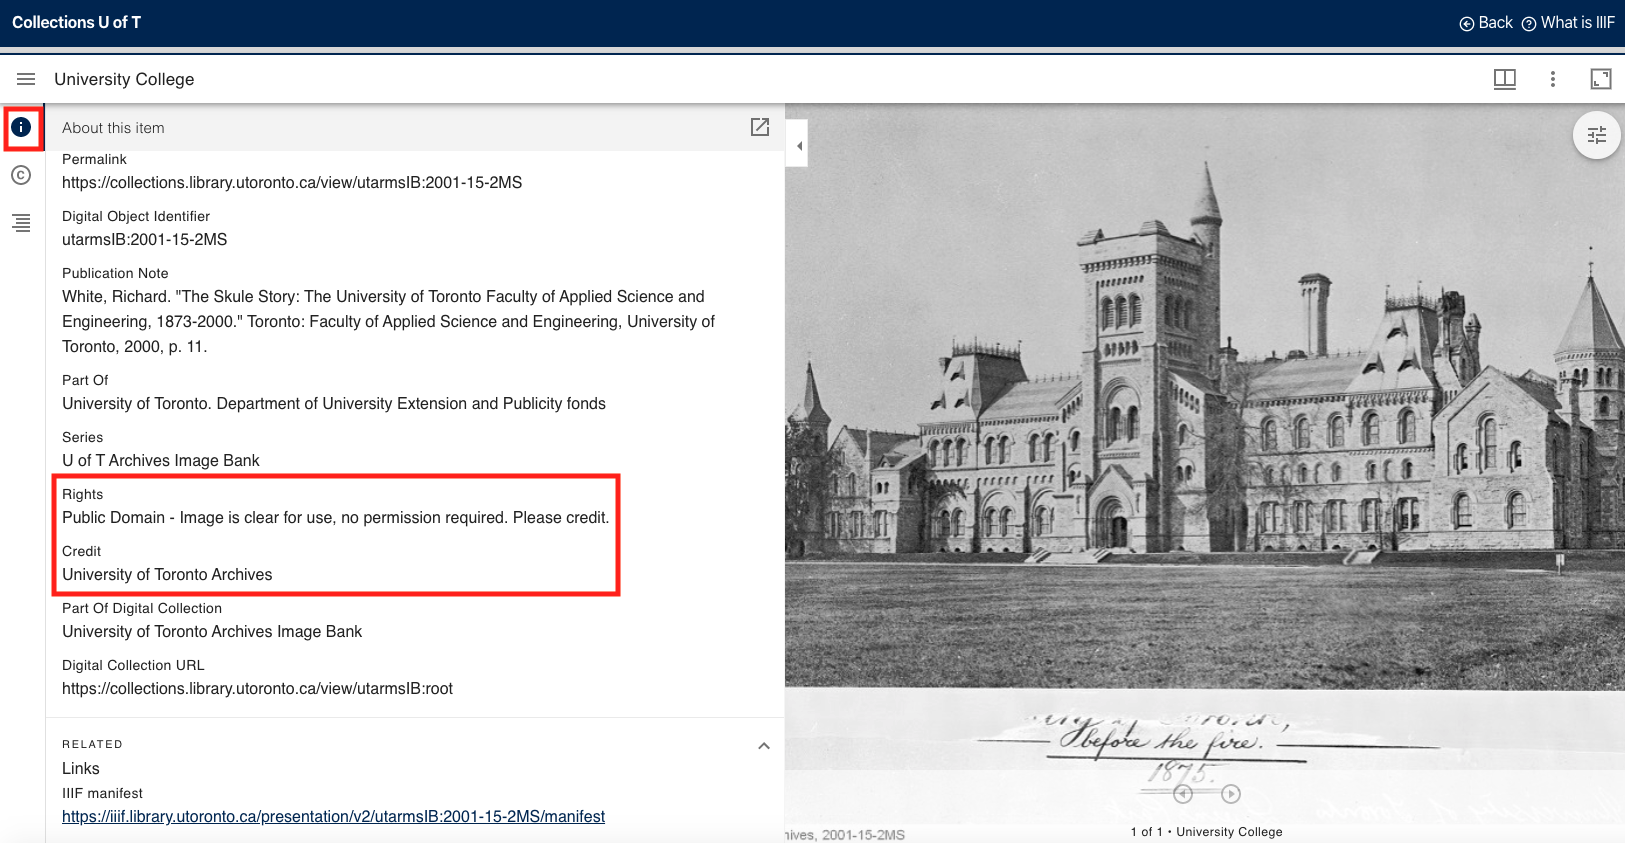 Collections U of T
Back
What is IIIF
University College
About this item
Permalink
https://collections.library.utoronto.ca/view/utarmsIB:2001-15-2MS
Digital Object Identifier
utarmsIB:2001-15-2MS
Publication Note
White, Richard. "The Skule Story: The University of Toronto Faculty of Applied Science and
Engineering, 1873-2000." Toronto: Faculty of Applied Science and Engineering, University of
Toronto, 2000, p. 11.
Part Of
University of Toronto. Department of University Extension and Publicity fonds
Series
U of T Archives Image Bank
Rights
Public Domain - Image is clear for use, no permission required. Please credit.
Credit
University of Toronto Archives
Part Of Digital Collection
University of Toronto Archives Image Bank
Digital Collection URL
https://collections.library.utoronto.ca/view/utarmsIB:root
RELATED
Links
IIIF manifest
https://iiif.library.utoronto.ca/presentation/v2/utarmsIB:2001-15-2MS/manifest
before the fire.
1875.
hives, 2001-15-2MS
1 of 1 • University College